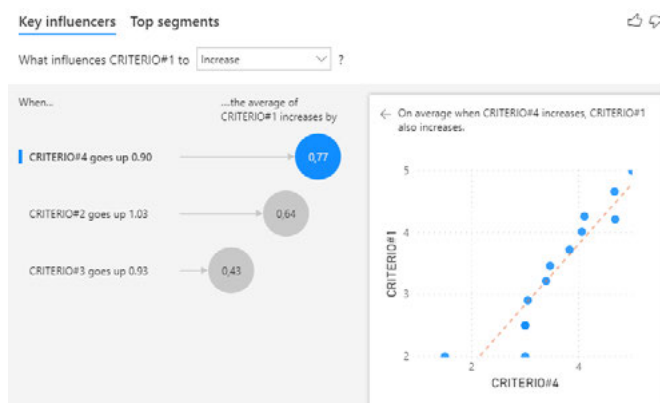 Key influencers Top segments
What influences CRITERIO#1 to Increase ?
When...
....the average of
CRITERIO#1 increases by
CRITERIO#4 goes up 0.90
0,77
CRITERIO#2 goes up 1.03
0,64
CRITERIO#3 goes up 0.93
0,43
On average when CRITERIO#4 increases, CRITERIO#1
also increases.
5
4
3
2
CRITERIO#1
2 4
CRITERIO#4